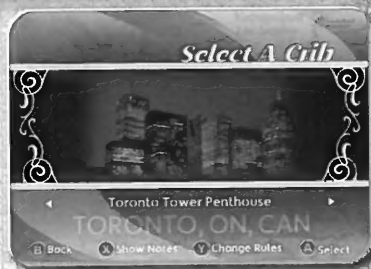 Select A Crib
Toronto Tower Penthouse
TORONTO, ON, CAN
B Back X Show Notes Y Change Rules A Select